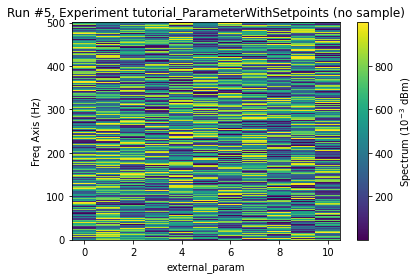 Run #5, Experiment tutorial_ParameterWithSetpoints (no sample)
500
400
300
200
100
0
Freq Axis (Hz)
0 2 4 6 8 10
external_param
800
600
400
200
Spectrum (10⁻³ dBm)